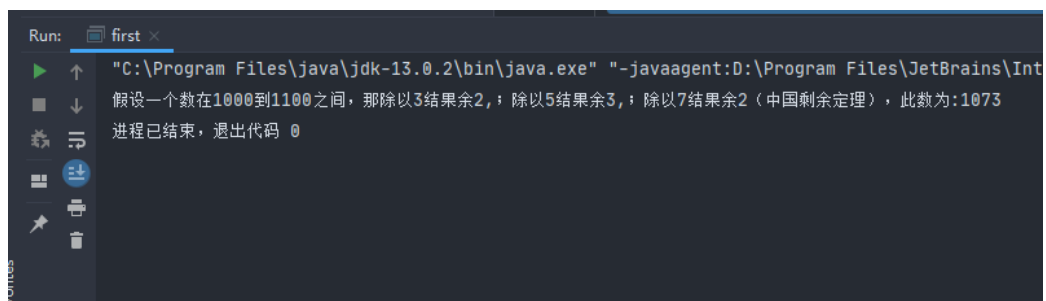 Run: first ×
"C:\Program Files\java\jdk-13.0.2\bin\java.exe" "-javaagent:D:\Program Files\JetBrains\Int
假设一个数在1000到1100之间，那除以3结果余2,；除以5结果余3,；除以7结果余2（中国剩余定理），此数为:1073
进程已结束，退出代码 0